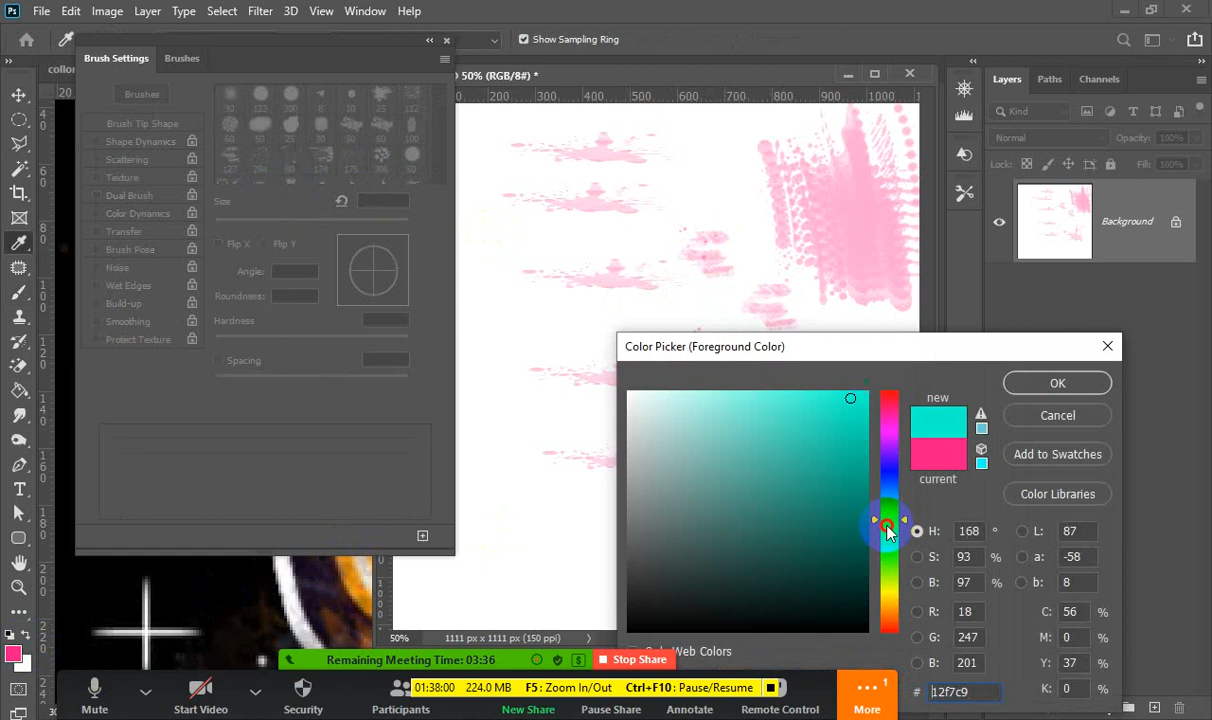 Ps File Edit Image Layer Type Select Filter 3D View Window Help
Show Sampling Ring
Brush Settings Brushes
50% (RGB/8#) *
Layers Paths Channels
20
200 300 400 500 600 700 800 900 1000
Kind
Normal Opacity: 100%
Lock: Fill: 100%
Background
Brushes
Brush Tip Shape
Shape Dynamics
Scattering
Texture
Dual Brush
Color Dynamics
Transfer
Brush Pose
Noise
Wet Edges
Build-up
Smoothing
Protect Texture
Size
Flip X Flip Y
Angle:
Roundness:
Hardness
Spacing
Color Picker (Foreground Color)
new
current
OK
Cancel
Add to Swatches
Color Libraries
H: 168 °
S: 93 %
B: 97 %
R: 18
G: 247
B: 201
# 12f7c9
L: 87
a: -58
b: 8
C: 56 %
M: 0 %
Y: 37 %
K: 0 %
Web Colors
50% 1111 px x 1111 px (150 ppi)
Remaining Meeting Time: 03:36 Stop Share
01:38:00 224.0 MB F5: Zoom In/Out Ctrl+F10: Pause/Resume
Mute Start Video Security Participants New Share Pause Share Annotate Remote Control More
1